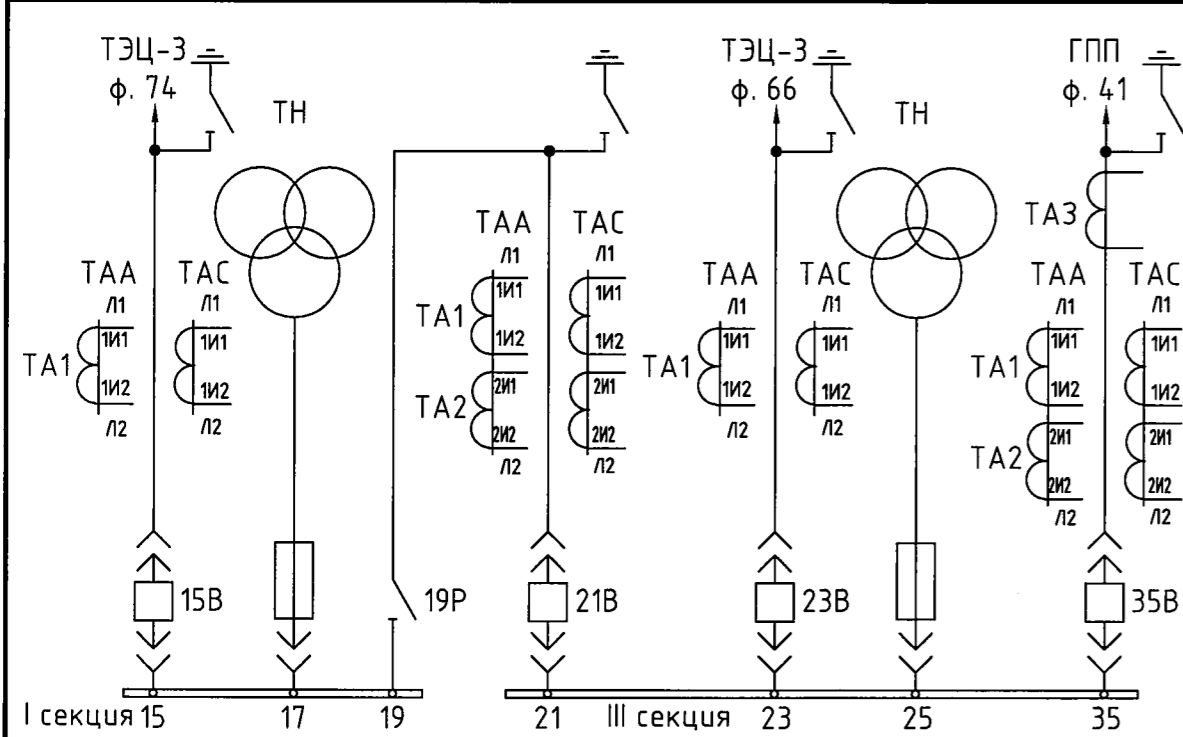 ТЭЦ-3
ф. 74
ТН
ТАА
Л1
1И1
ТА1
1И2
Л2
ТАС
Л1
1И1
1И2
Л2
15В
19Р
ТАА
Л1
1И1
ТА1
1И2
2И1
ТА2
2И2
Л2
ТАС
Л1
1И1
1И2
2И1
2И2
Л2
21В
ТЭЦ-3
ф. 66
ТН
ТАА
Л1
1И1
ТА1
1И2
Л2
ТАС
Л1
1И1
1И2
Л2
23В
ГПП
ф. 41
ТА3
ТАА
Л1
1И1
ТА1
1И2
2И1
ТА2
2И2
Л2
ТАС
Л1
1И1
1И2
2И1
2И2
Л2
35В
I секция 15 17 19 21 III секция 23 25 35